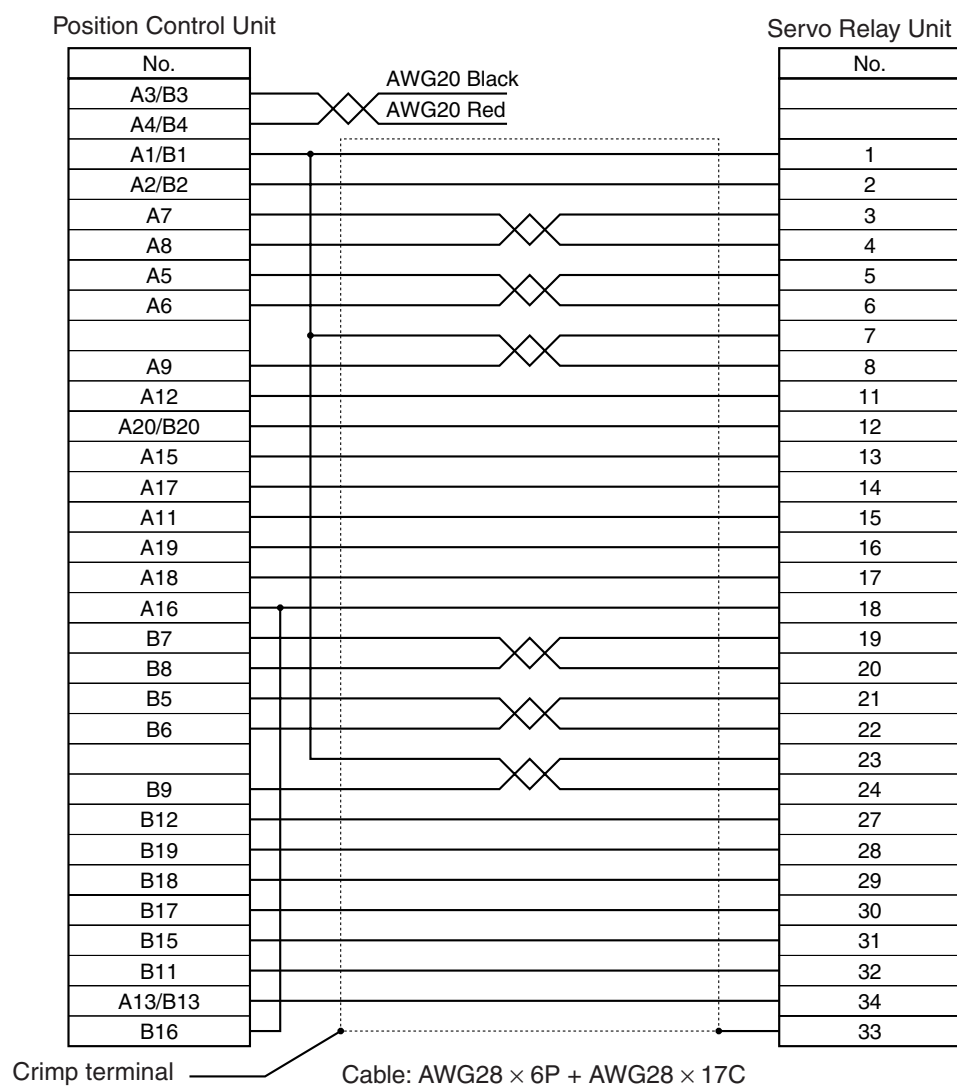 Position Control Unit Servo Relay Unit
No. No.
A3/B3 AWG20 Black
A4/B4 AWG20 Red
A1/B1 1
A2/B2 2
A7 3
A8 4
A5 5
A6 6
7
A9 8
A12 11
A20/B20 12
A15 13
A17 14
A11 15
A19 16
A18 17
A16 18
B7 19
B8 20
B5 21
B6 22
23
B9 24
B12 27
B19 28
B18 29
B17 30
B15 31
B11 32
A13/B13 34
B16 33
Crimp terminal Cable: AWG28 × 6P + AWG28 × 17C